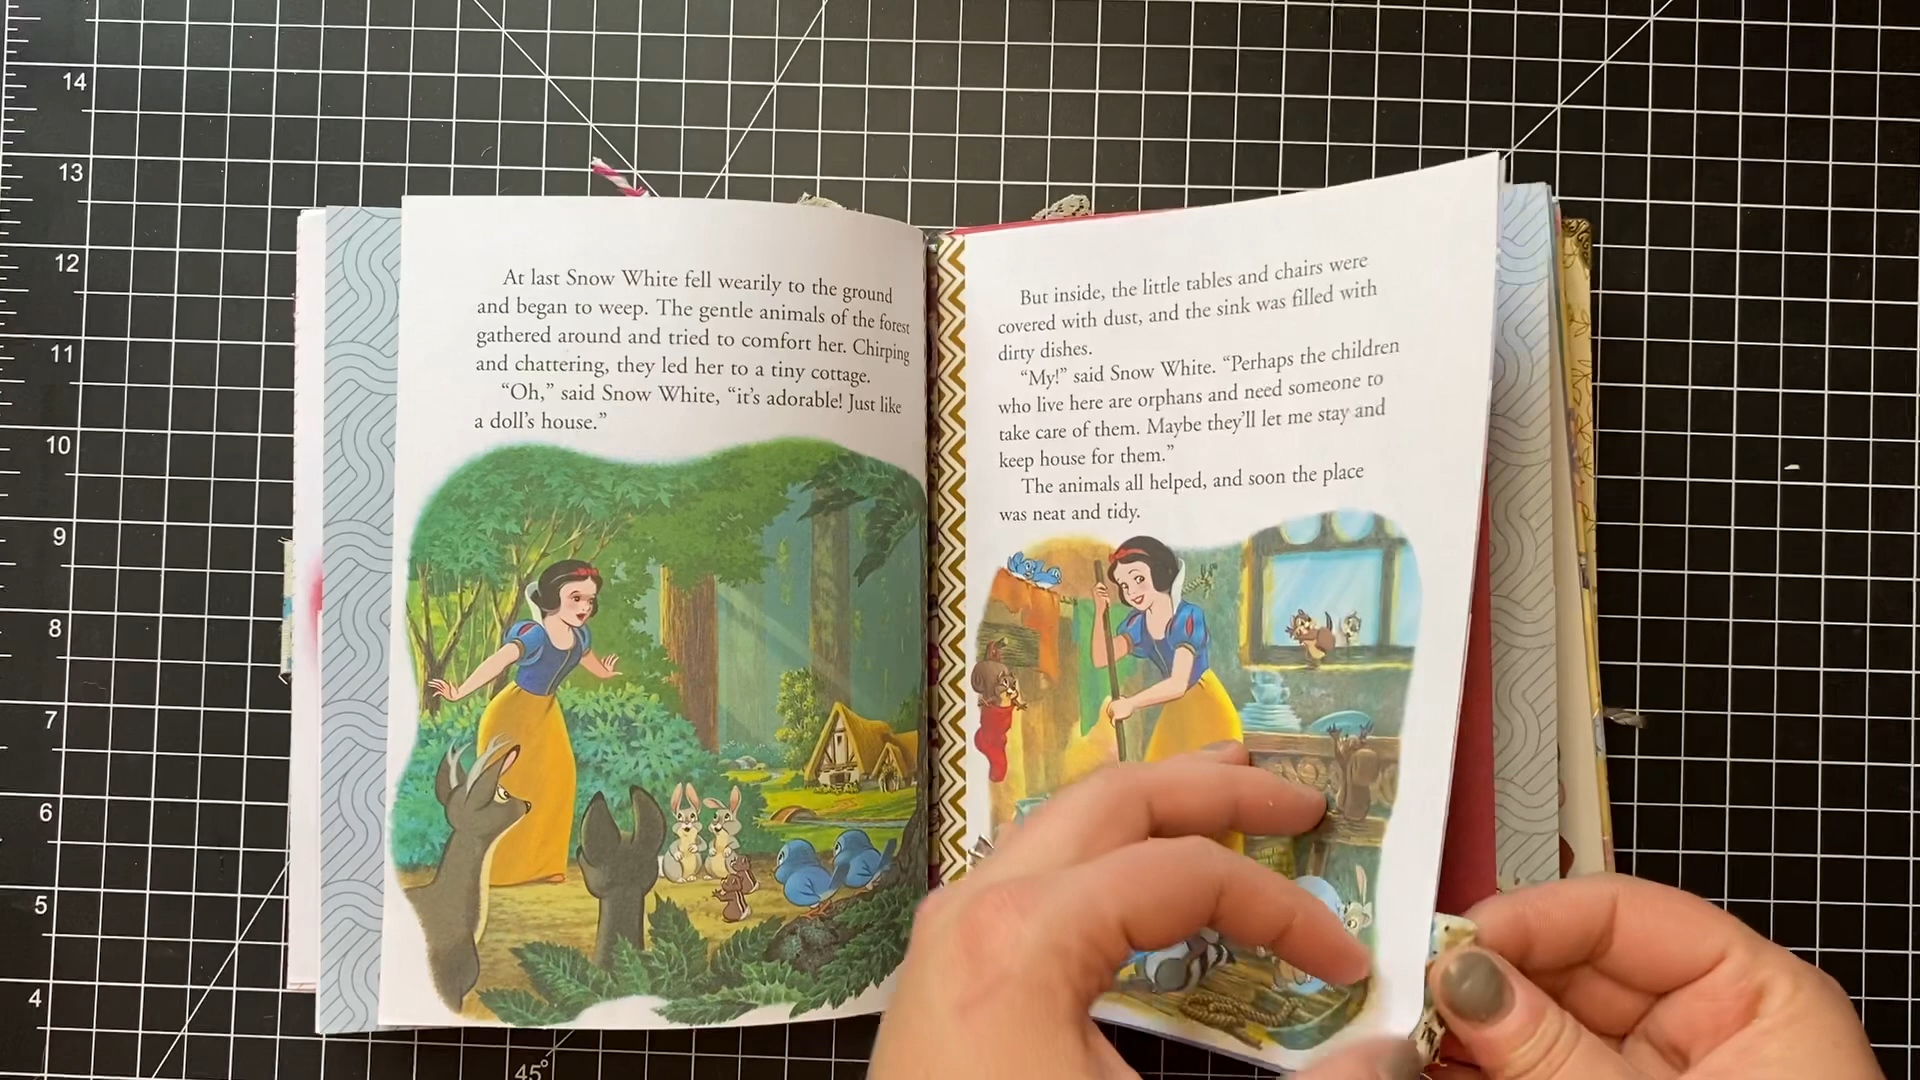 14
13
12
11
10
9
8
7
6
5
4
45°
At last Snow White fell wearily to the ground
and began to weep. The gentle animals of the forest
gathered around and tried to comfort her. Chirping
and chattering, they led her to a tiny cottage.
“Oh,” said Snow White, “it’s adorable! Just like
a doll’s house.”
But inside, the little tables and chairs were
covered with dust, and the sink was filled with
dirty dishes.
“My!” said Snow White. “Perhaps the children
who live here are orphans and need someone to
take care of them. Maybe they’ll let me stay and
keep house for them.”
The animals all helped, and soon the place
was neat and tidy.